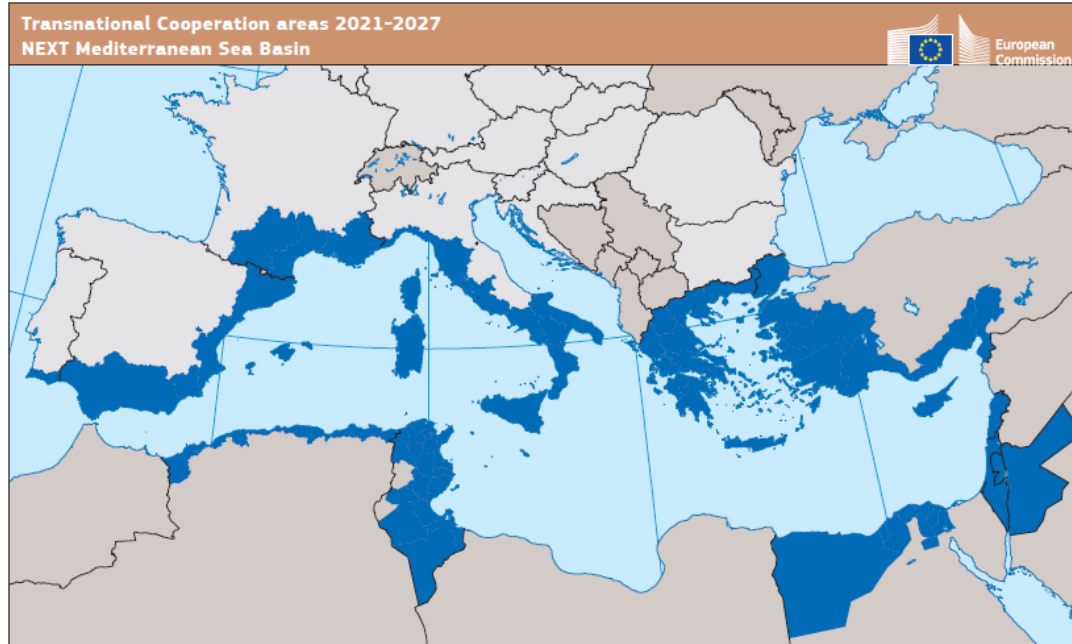 Transnational Cooperation areas 2021-2027
NEXT Mediterranean Sea Basin
European
Commission